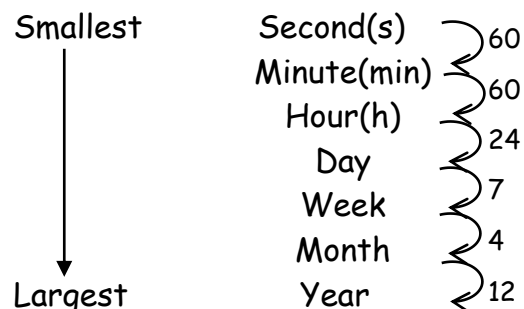 Smallest Second(s)
60
Minute(min)
60
Hour(h)
24
Day
7
Week
4
Month
12
Largest Year